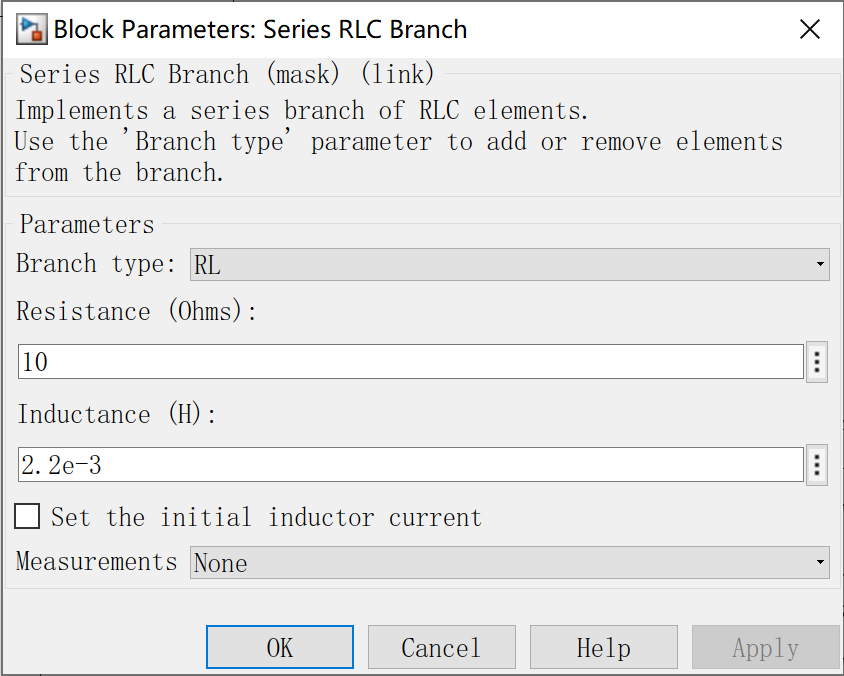 Block Parameters: Series RLC Branch
Series RLC Branch (mask) (link)
Implements a series branch of RLC elements.
Use the 'Branch type' parameter to add or remove elements
from the branch.
Parameters
Branch type: RL
Resistance (Ohms):
10
Inductance (H):
2.2e-3
Set the initial inductor current
Measurements None
OK Cancel Help Apply